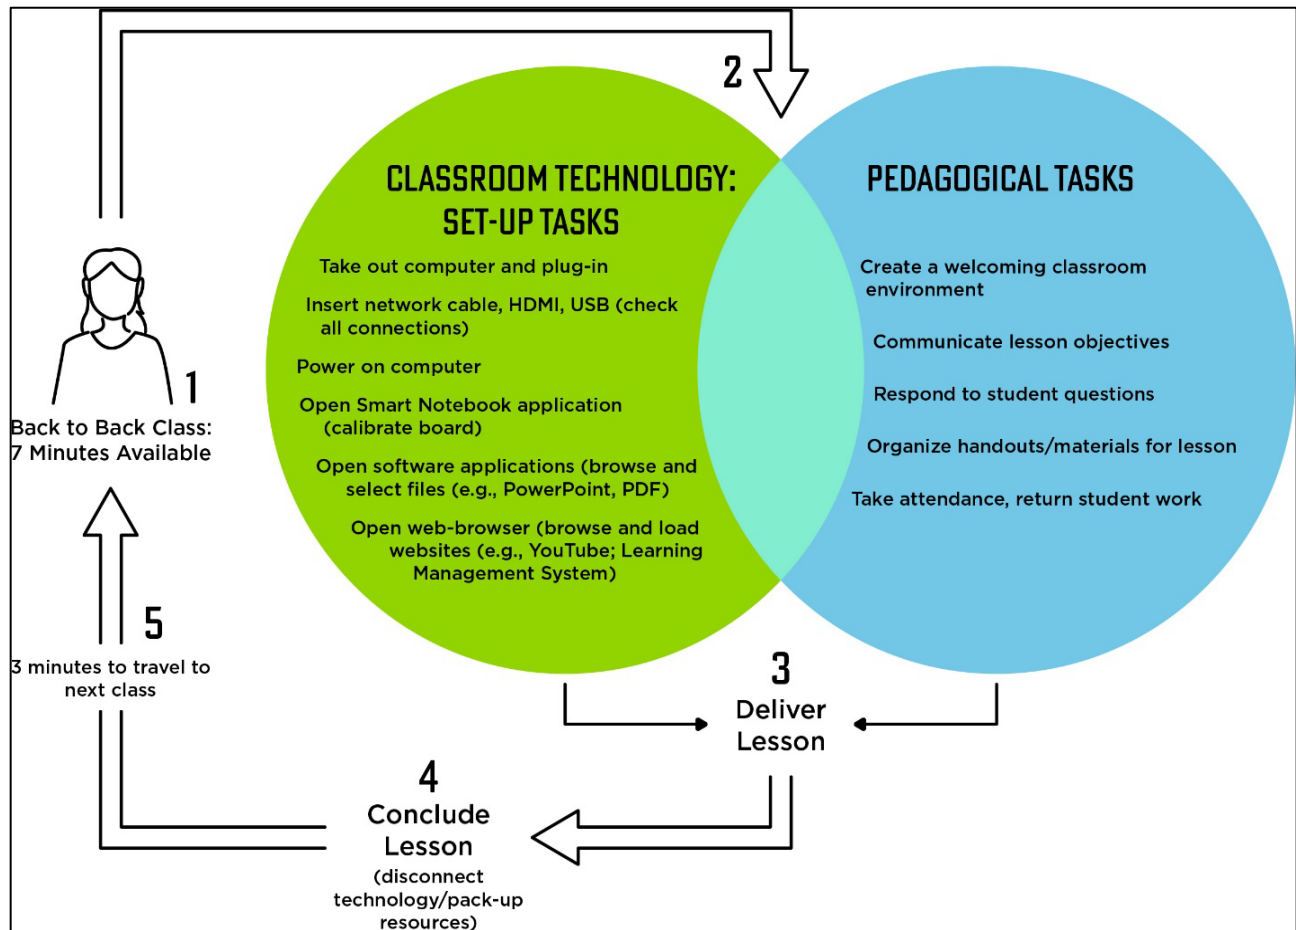 1
Back to Back Class:
7 Minutes Available
2
CLASSROOM TECHNOLOGY:
SET-UP TASKS
Take out computer and plug-in
Insert network cable, HDMI, USB (check
all connections)
Power on computer
Open Smart Notebook application
(calibrate board)
Open software applications (browse and
select files (e.g., PowerPoint, PDF)
Open web-browser (browse and load
websites (e.g., YouTube; Learning
Management System)
PEDAGOGICAL TASKS
Create a welcoming classroom
environment
Communicate lesson objectives
Respond to student questions
Organize handouts/materials for lesson
Take attendance, return student work
3
Deliver
Lesson
4
Conclude
Lesson
(disconnect
technology/pack-up
resources)
5
3 minutes to travel to
next class